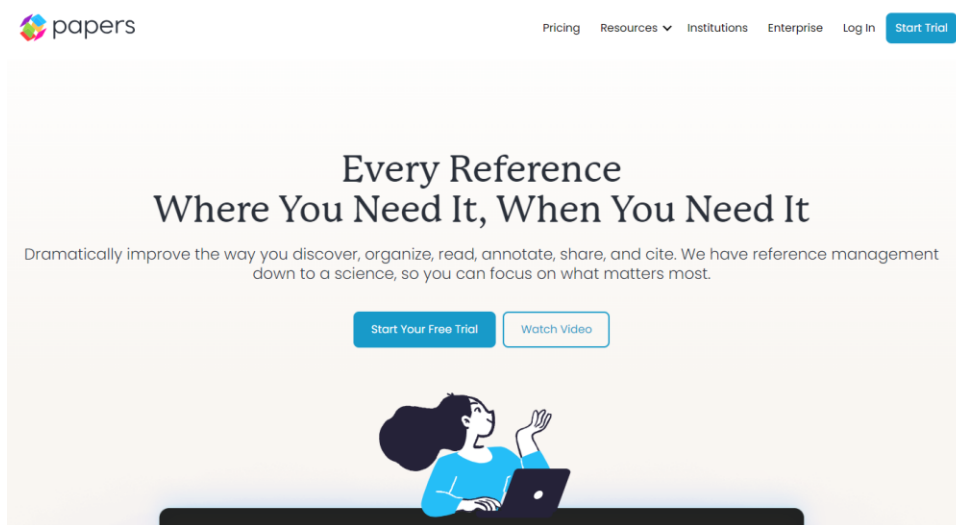 papers
Pricing Resources Institutions Enterprise Log In Start Trial
Every Reference
Where You Need It, When You Need It
Dramatically improve the way you discover, organize, read, annotate, share, and cite. We have reference management
down to a science, so you can focus on what matters most.
Start Your Free Trial Watch Video